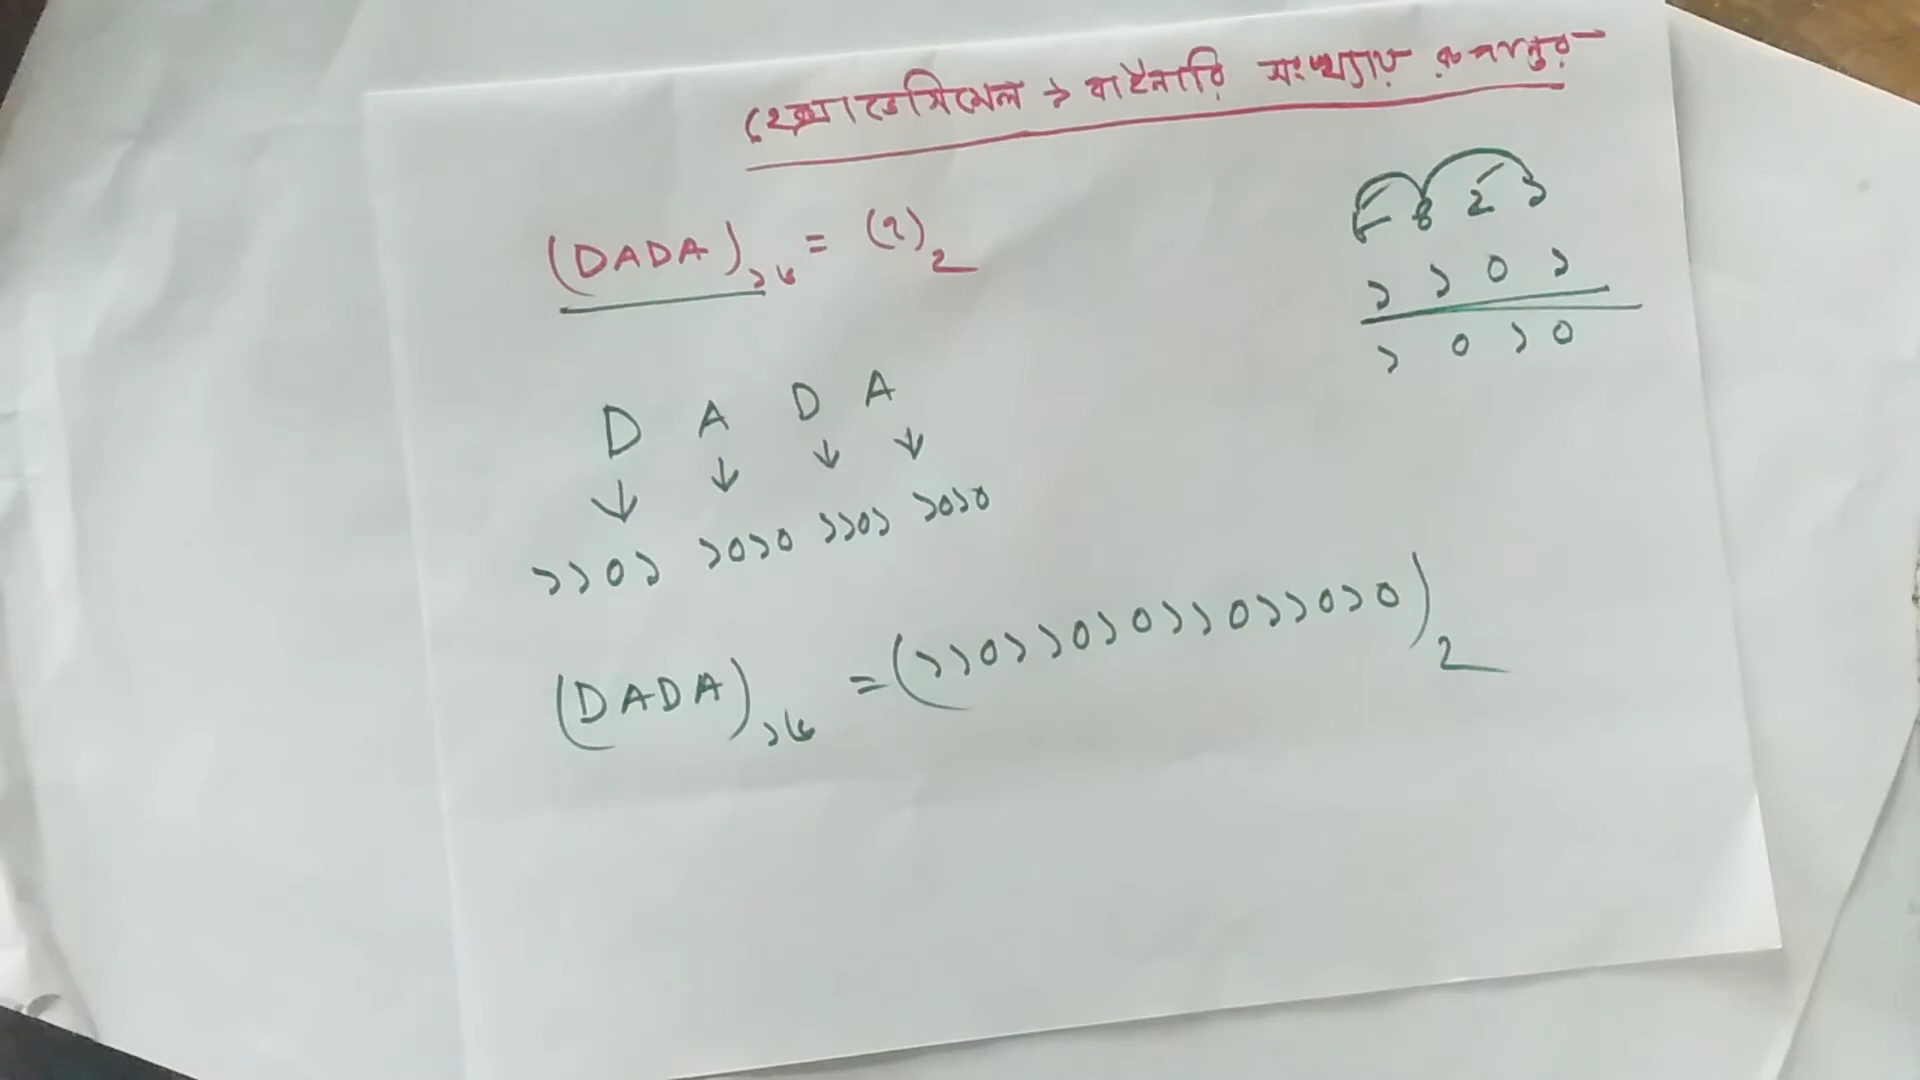 হেক্সাডেসিমেল → বাইনারি সংখ্যায় রূপান্তর
(DADA)১৬ = (?)২
৮ ৪ ২ ১
১ ১ ০ ১
১ ০ ১ ০
D A D A
↓ ↓ ↓ ↓
১১০১ ১০১০ ১১০১ ১০১০
(DADA)১৬ = (১১০১১০১০১১০১১০১০)২